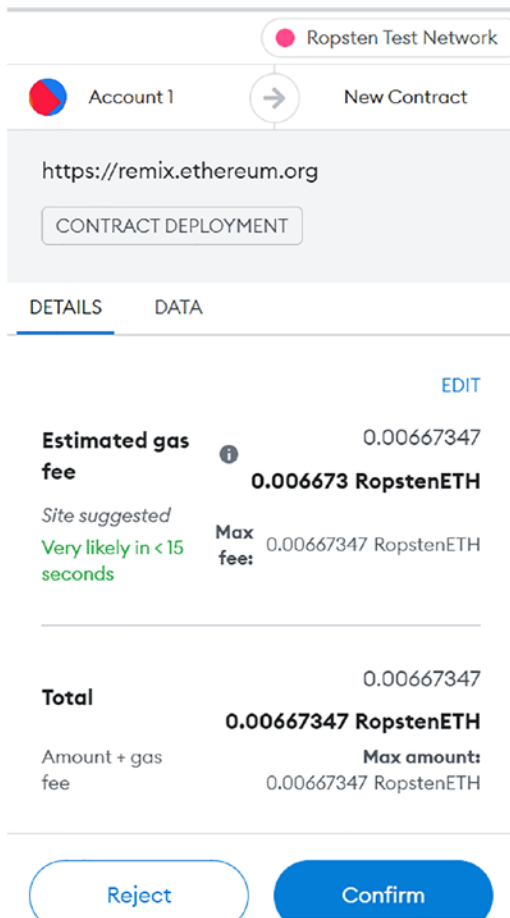 Ropsten Test Network
Account 1
New Contract
https://remix.ethereum.org
CONTRACT DEPLOYMENT
DETAILS DATA
EDIT
Estimated gas fee
0.00667347
0.006673 RopstenETH
Site suggested
Very likely in < 15 seconds
Max fee: 0.00667347 RopstenETH
Total
0.00667347
0.00667347 RopstenETH
Amount + gas fee
Max amount:
0.00667347 RopstenETH
Reject Confirm